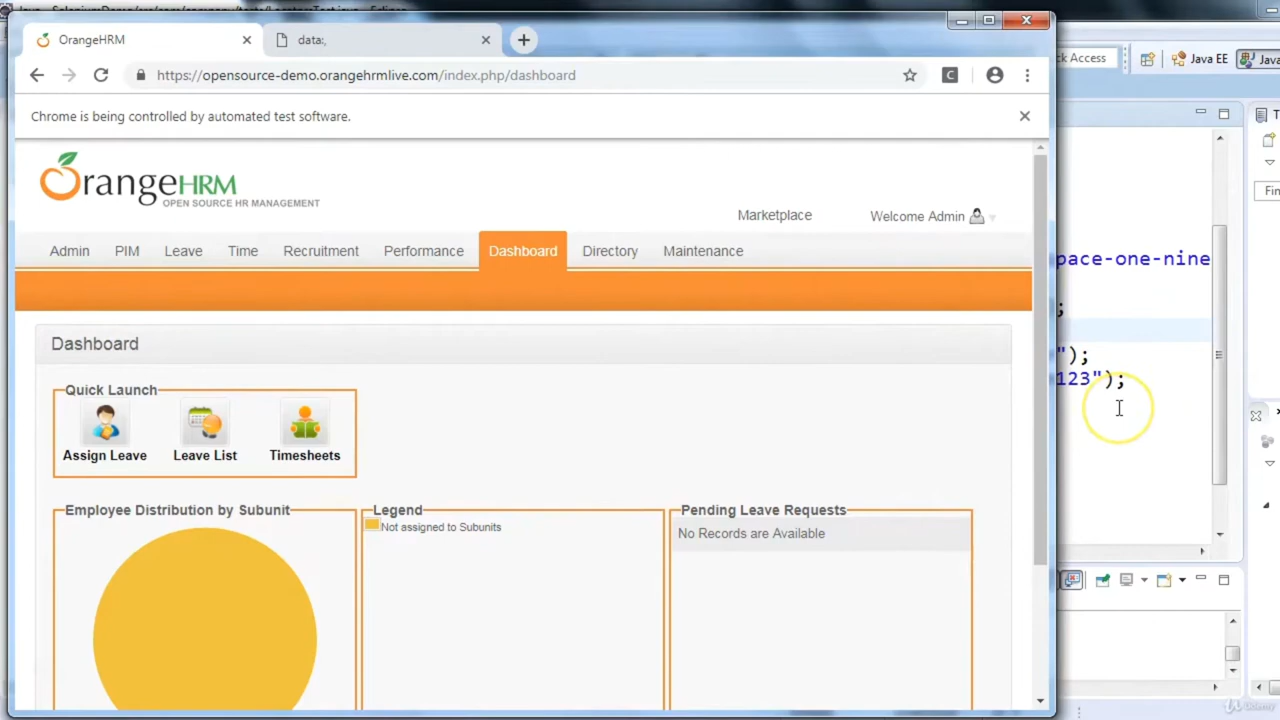 OrangeHRM
data:,
https://opensource-demo.orangehrmlive.com/index.php/dashboard
Chrome is being controlled by automated test software.
OrangeHRM
OPEN SOURCE HR MANAGEMENT
Marketplace
Welcome Admin
Admin
PIM
Leave
Time
Recruitment
Performance
Dashboard
Directory
Maintenance
Dashboard
Quick Launch
Assign Leave
Leave List
Timesheets
Employee Distribution by Subunit
Legend
Not assigned to Subunits
Pending Leave Requests
No Records are Available
ck Access
Java EE
Java
pace-one-nine
;
");
123");
Fin
Udemy